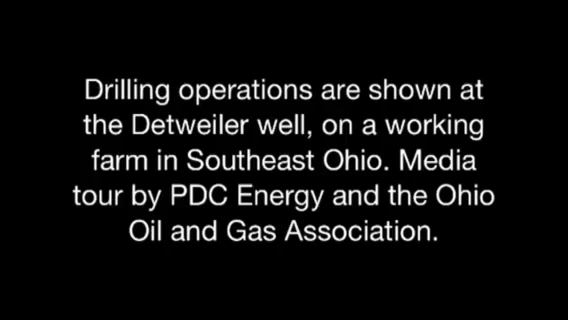 Drilling operations are shown at
the Detweiler well, on a working
farm in Southeast Ohio. Media
tour by PDC Energy and the Ohio
Oil and Gas Association.